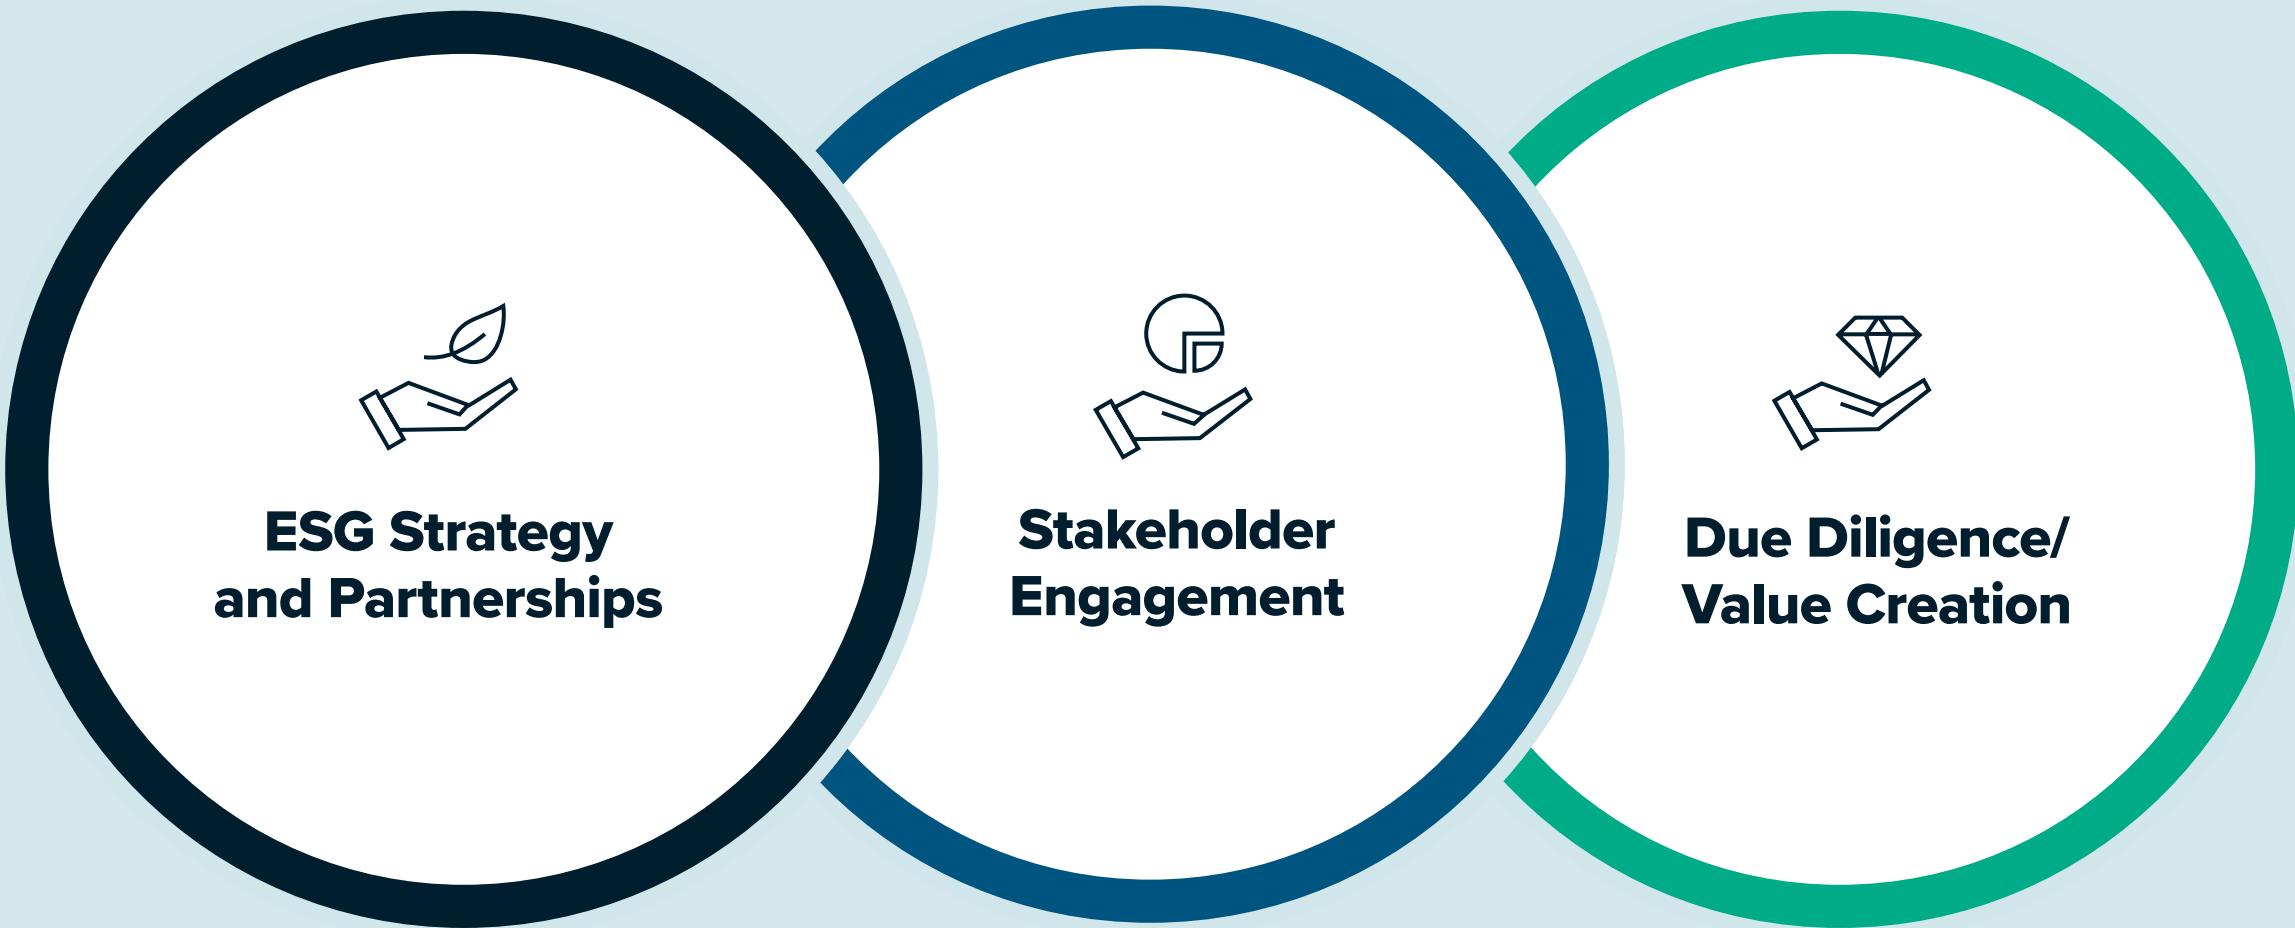 ESG Strategy
and Partnerships
Stakeholder
Engagement
Due Diligence/
Value Creation